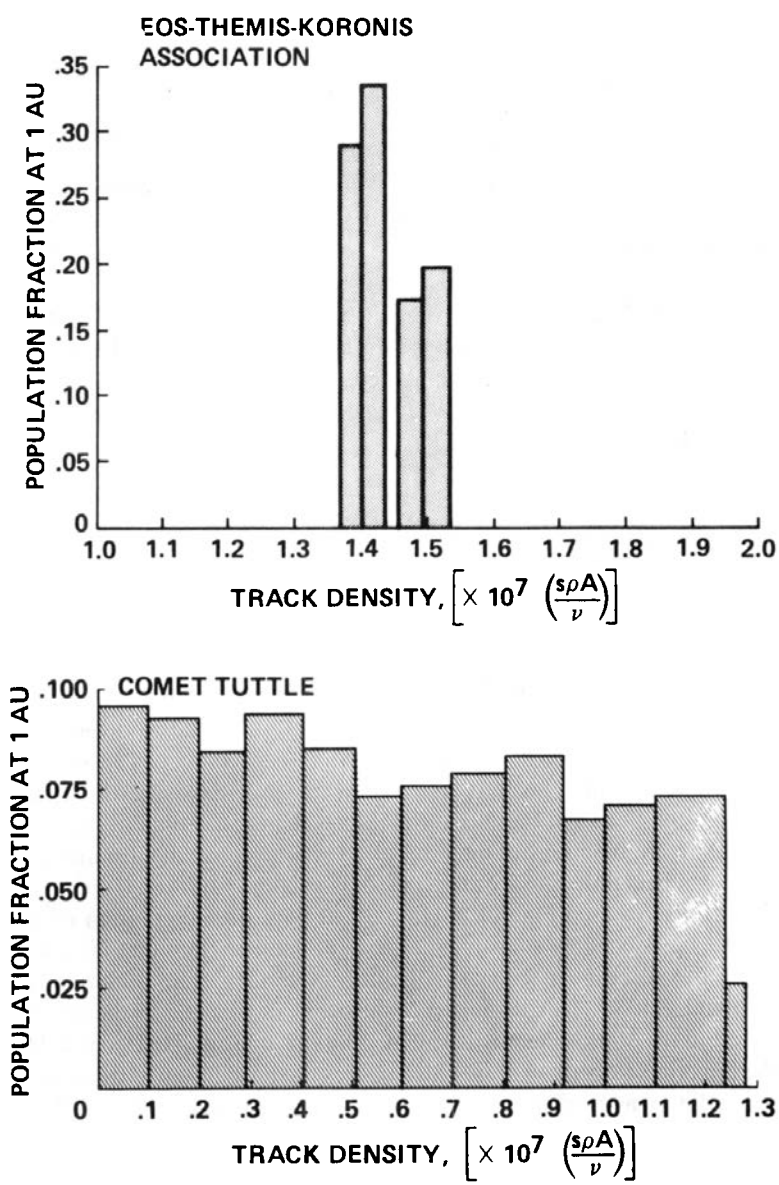 EOS-THEMIS-KORONIS
ASSOCIATION
POPULATION FRACTION AT 1 AU
.35
.30
.25
.20
.15
.10
.05
0
1.0 1.1 1.2 1.3 1.4 1.5 1.6 1.7 1.8 1.9 2.0
TRACK DENSITY, [× 10⁷ (sρA/ν)]
COMET TUTTLE
POPULATION FRACTION AT 1 AU
.100
.075
.050
.025
0 .1 .2 .3 .4 .5 .6 .7 .8 .9 1.0 1.1 1.2 1.3
TRACK DENSITY, [× 10⁷ (sρA/ν)]